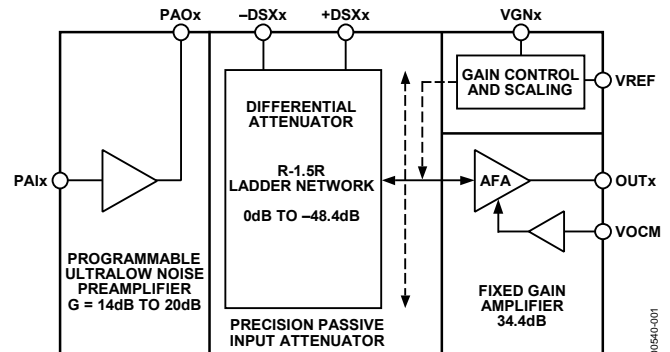 PAOx
–DSXx
+DSXx
VGNx
GAIN CONTROL
AND SCALING
VREF
DIFFERENTIAL
ATTENUATOR
R-1.5R
LADDER NETWORK
0dB TO –48.4dB
PAIx
AFA
OUTx
VOCM
PROGRAMMABLE
ULTRALOW NOISE
PREAMPLIFIER
G = 14dB TO 20dB
PRECISION PASSIVE
INPUT ATTENUATOR
FIXED GAIN
AMPLIFIER
34.4dB
00540-001